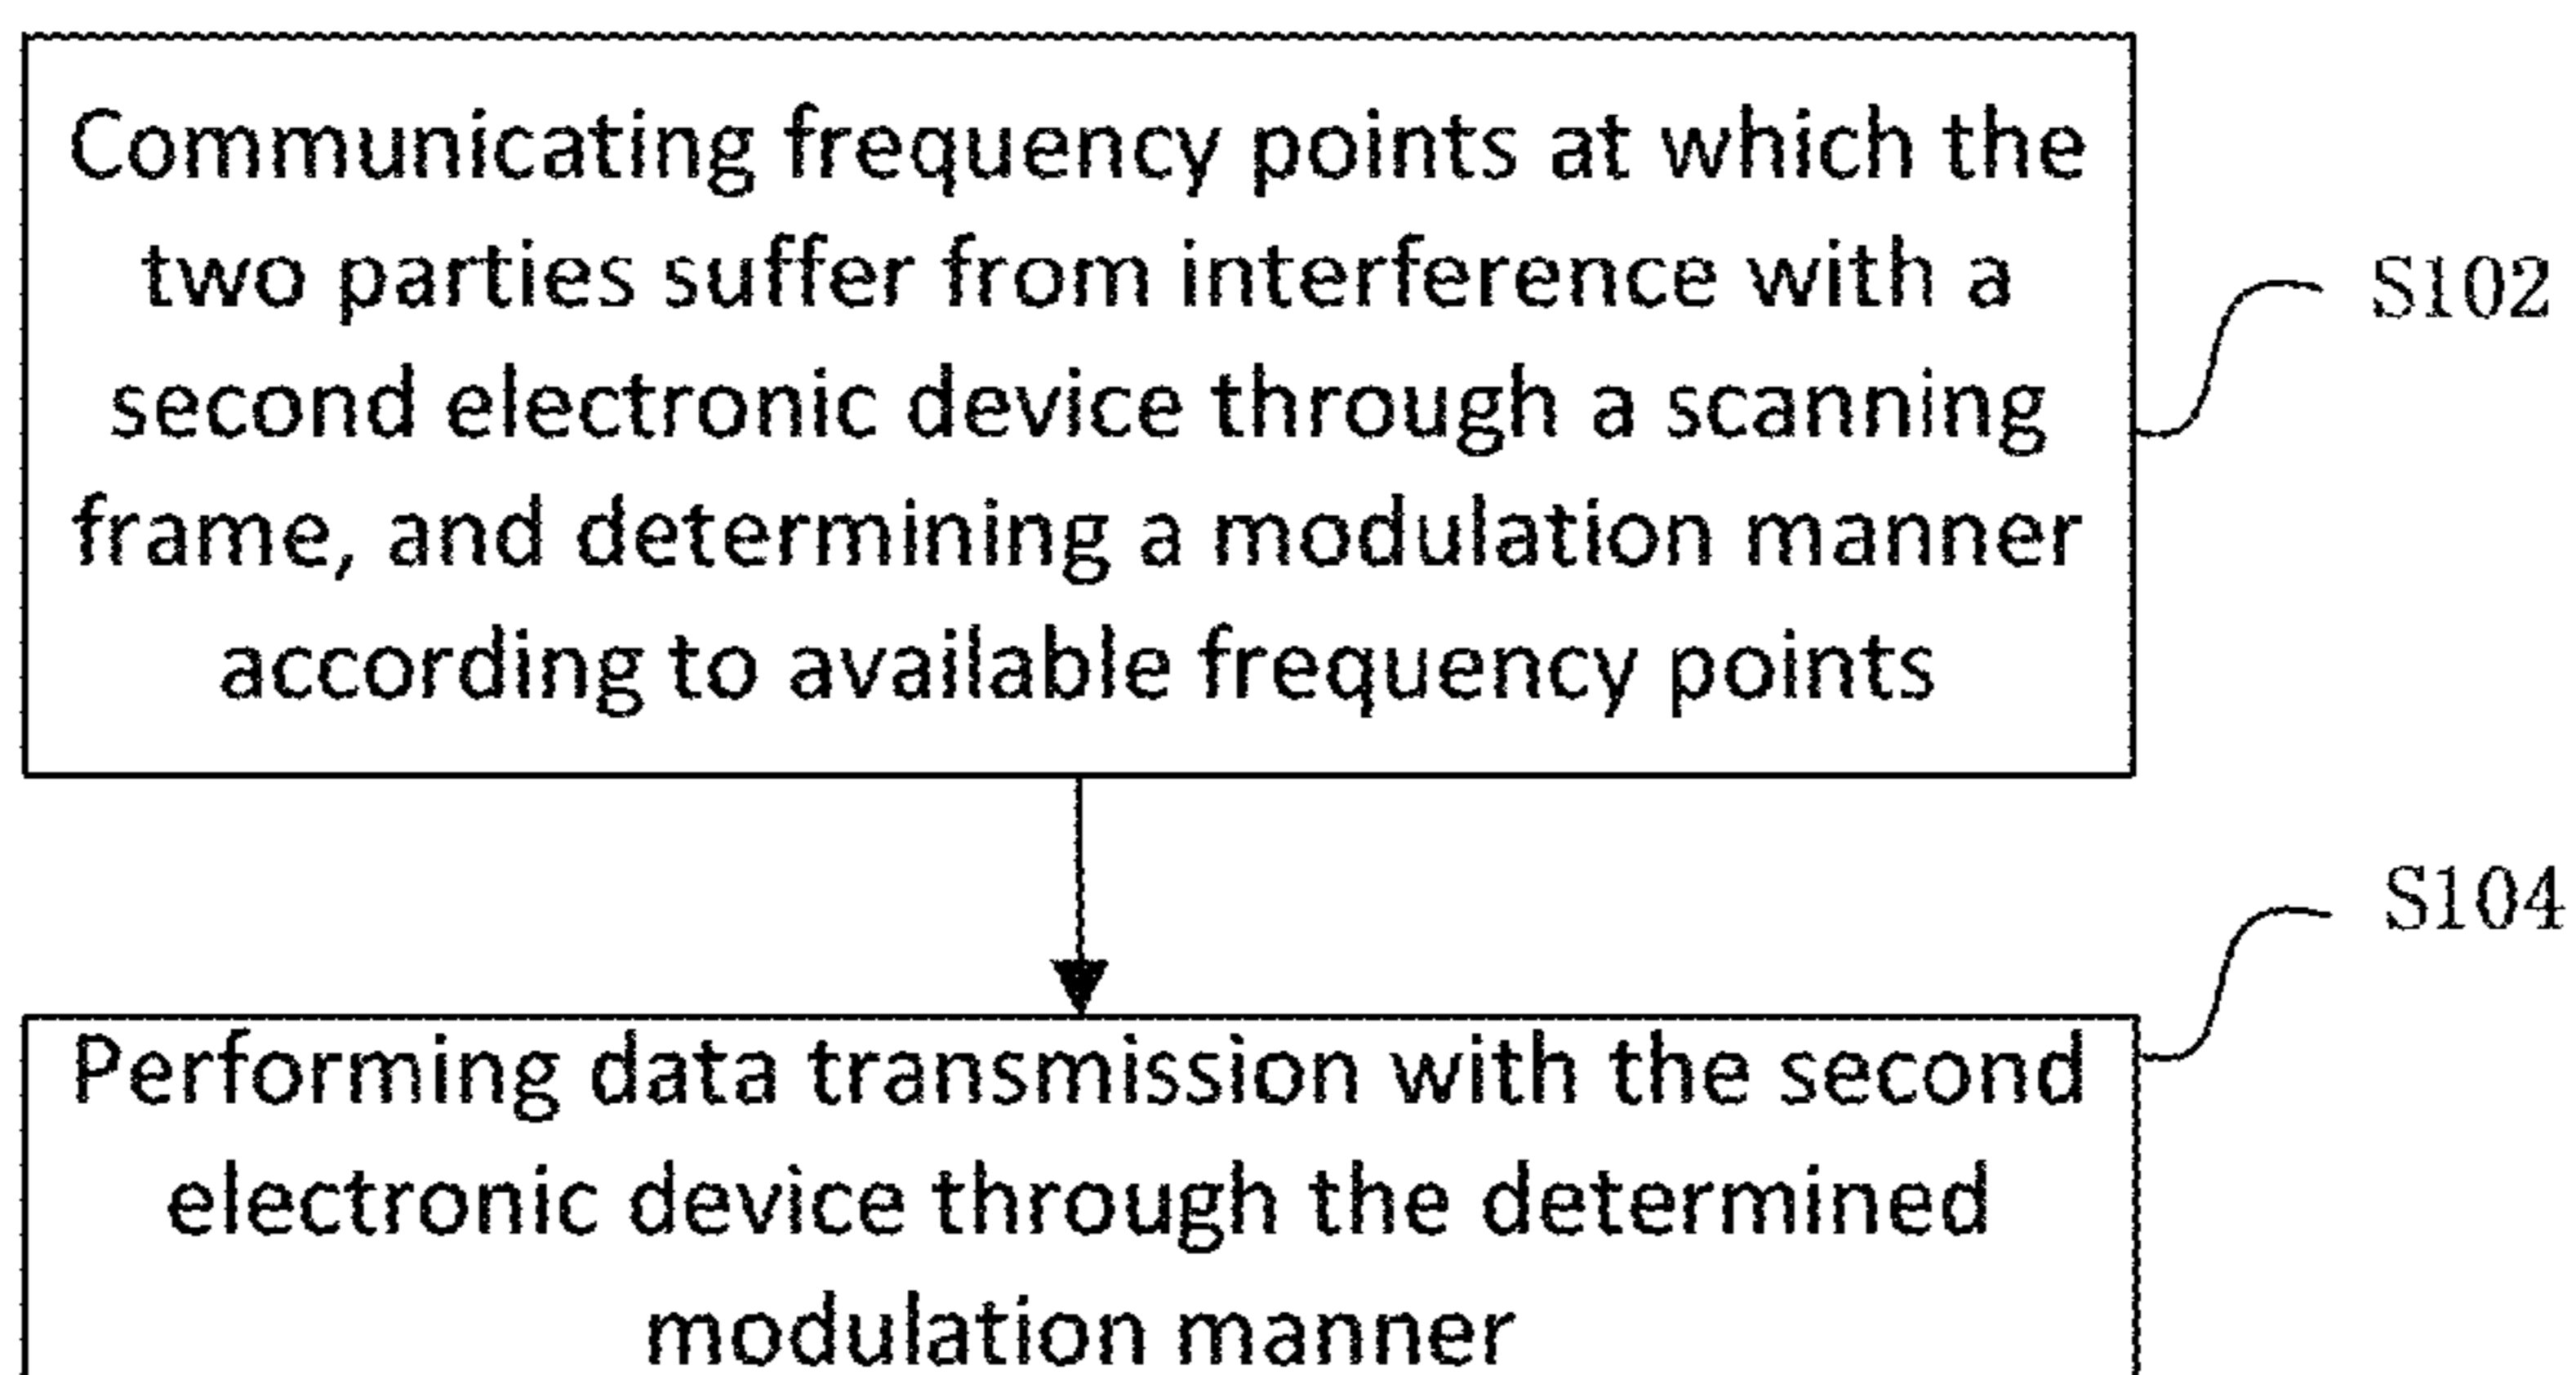 Communicating frequency points at which the
two parties suffer from interference with a
second electronic device through a scanning
frame, and determining a modulation manner
according to available frequency points
S102
S104
Performing data transmission with the second
electronic device through the determined
modulation manner